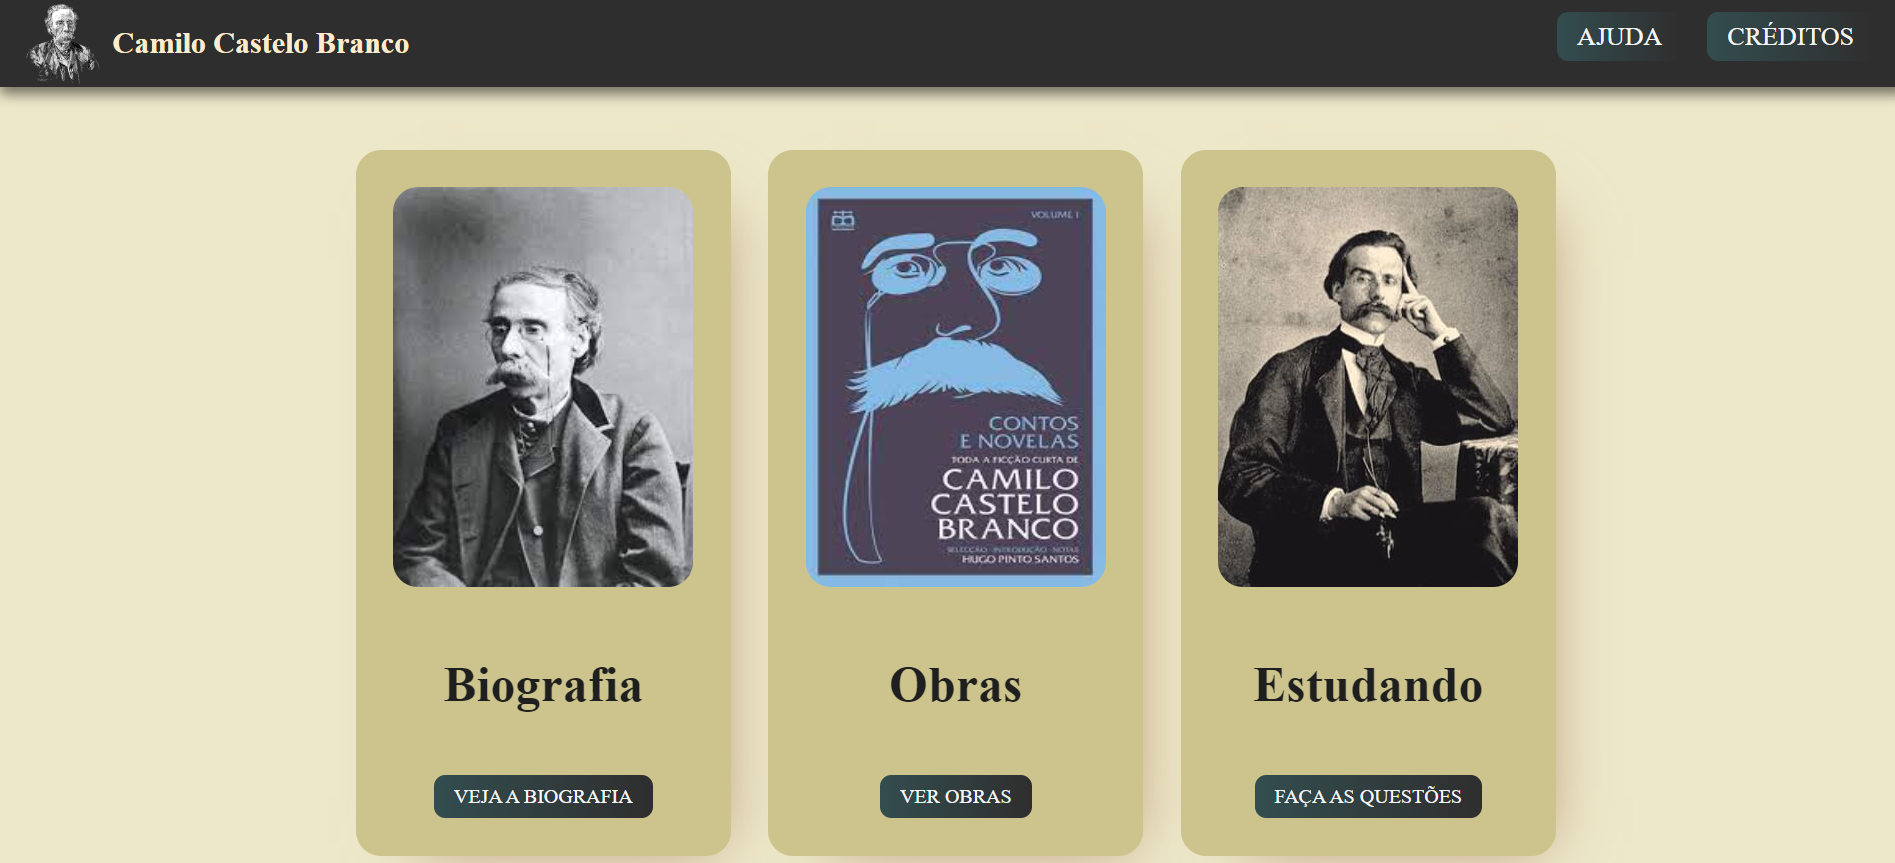 Camilo Castelo Branco
AJUDA
CRÉDITOS
VOLUME I
CONTOS
E NOVELAS
TODA A FICÇÃO CURTA DE
CAMILO
CASTELO
BRANCO
SELECÇÃO · INTRODUÇÃO · NOTAS
HUGO PINTO SANTOS
Biografia
Obras
Estudando
VEJA A BIOGRAFIA
VER OBRAS
FAÇA AS QUESTÕES